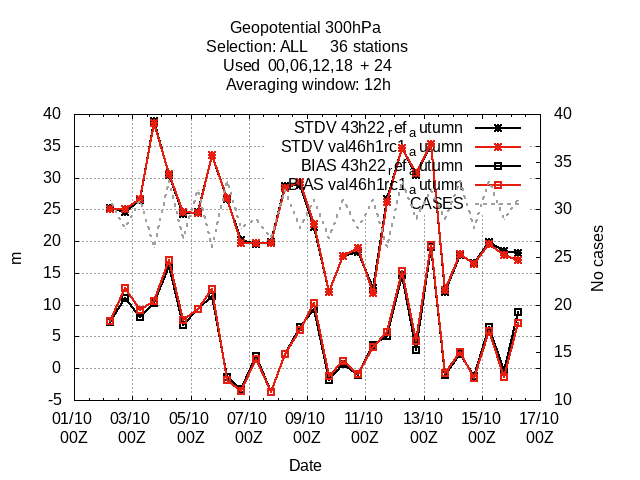 Geopotential 300hPa
Selection: ALL 36 stations
Used 00,06,12,18 + 24
Averaging window: 12h
40 40
STDV 43h22_ref_autumn
STDV val46h1rc1_autumn
BIAS 43h22_ref_autumn
BIAS val46h1rc1_autumn
CASES
35 35
30 30
25
20 25
15
10 20
5 15
0
-5 10
m
No cases
01/10 03/10 05/10 07/10 09/10 11/10 13/10 15/10 17/10
00Z 00Z 00Z 00Z 00Z 00Z 00Z 00Z 00Z
Date